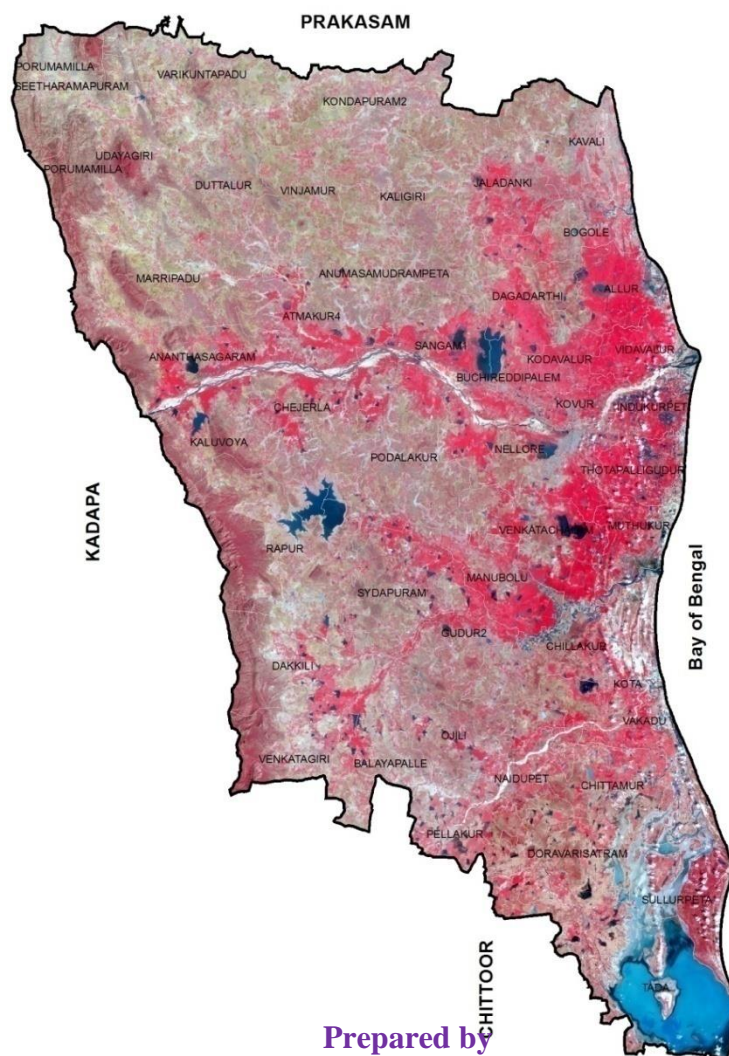 PRAKASAM
PORUMAMILLA
VARIKUNTAPADU
SEETHARAMAPURAM
KONDAPURAM2
KAVALI
UDAYAGIRI
PORUMAMILLA
DUTTALUR
VINJAMUR
KALIGIRI
JALADANKI
BOGOLE
MARRIPADU
ANUMASAMUDRAMPETA
DAGADARTHI
ALLUR
ATMAKUR4
SANGAM1
VIDAVALUR
ANANTHASAGARAM
KODAVALUR
BUCHIREDDIPALEM
CHEJERLA
KOVUR
INDUKURPET
KALUVOYA
PODALAKUR
NELLORE
THOTAPALLIGUDUR
KADAPA
VENKATACHALAM
MUTHUKUR
RAPUR
MANUBOLU
SYDAPURAM
Bay of Bengal
GUDUR2
CHILLAKUR
DAKKILI
KOTA
VAKADU
OJILI
VENKATAGIRI
BALAYAPALLE
NAIDUPET
CHITTAMUR
PELLAKUR
DORAVARISATRAM
SULLURPETA
CHITTOOR
TADA
Prepared by